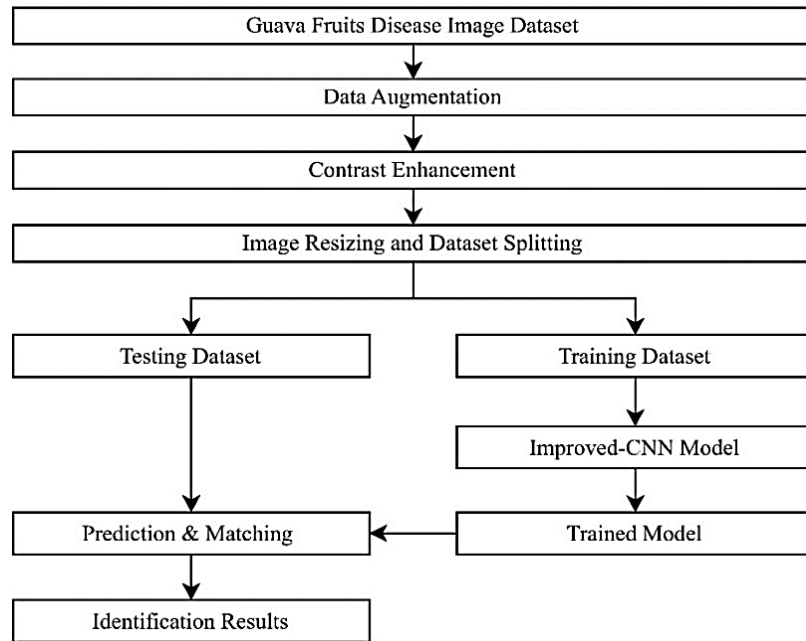 Guava Fruits Disease Image Dataset
Data Augmentation
Contrast Enhancement
Image Resizing and Dataset Splitting
Testing Dataset
Training Dataset
Improved-CNN Model
Prediction & Matching
Trained Model
Identification Results